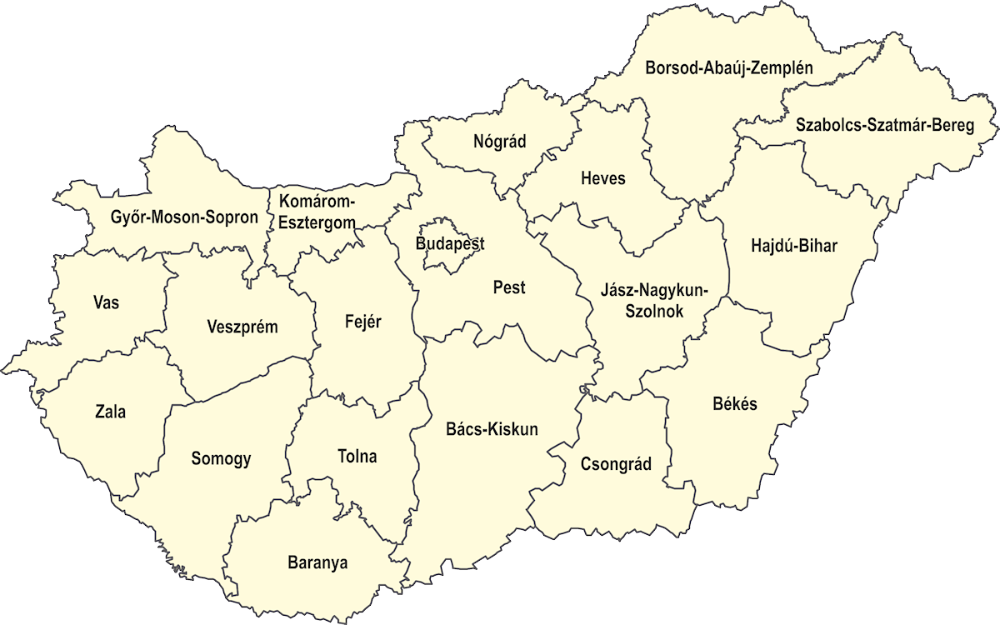 Borsod-Abaúj-Zemplén
Szabolcs-Szatmár-Bereg
Nógrád
Heves
Komárom-
Esztergom
Győr-Moson-Sopron
Budapest
Hajdú-Bihar
Pest
Jász-Nagykun-
Szolnok
Vas
Veszprém
Fejér
Zala
Békés
Bács-Kiskun
Somogy
Tolna
Csongrád
Baranya